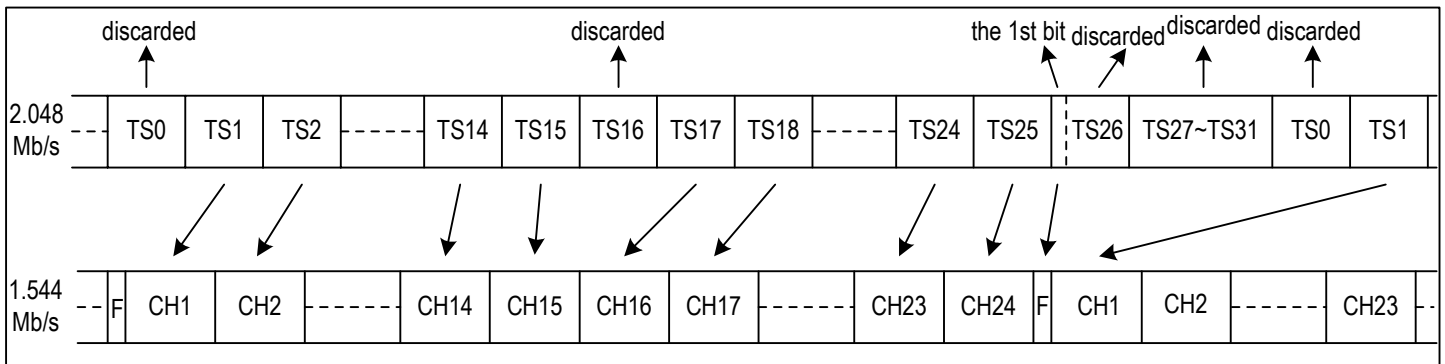 discarded discarded the 1st bit discarded discarded discarded
2.048 Mb/s TS0 TS1 TS2 TS14 TS15 TS16 TS17 TS18 TS24 TS25 TS26 TS27~TS31 TS0 TS1
1.544 Mb/s F CH1 CH2 CH14 CH15 CH16 CH17 CH23 CH24 F CH1 CH2 CH23